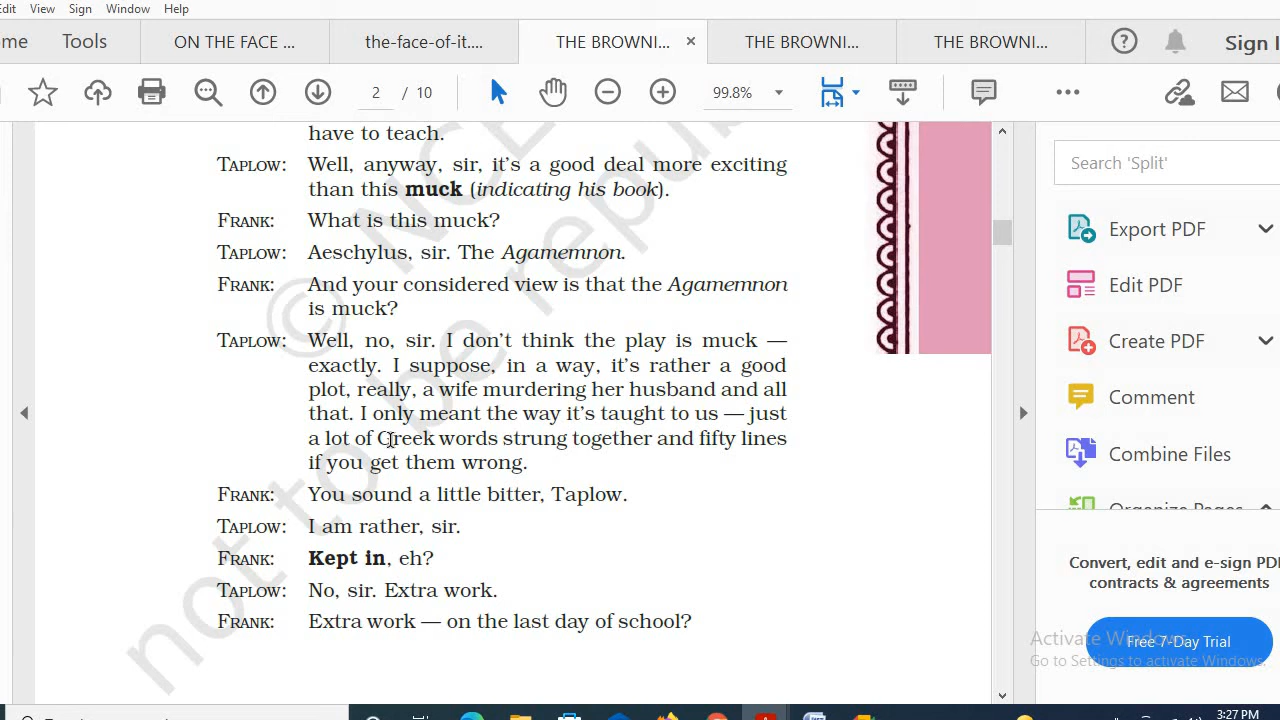 Edit View Sign Window Help
ome Tools ON THE FACE ... the-face-of-it.... THE BROWNI... × THE BROWNI... THE BROWNI... Sign I
2 / 10 99.8%
have to teach.
TAPLOW: Well, anyway, sir, it's a good deal more exciting
than this muck (indicating his book).
FRANK: What is this muck?
TAPLOW: Aeschylus, sir. The Agamemnon.
FRANK: And your considered view is that the Agamemnon
is muck?
TAPLOW: Well, no, sir. I don't think the play is muck —
exactly. I suppose, in a way, it's rather a good
plot, really, a wife murdering her husband and all
that. I only meant the way it's taught to us — just
a lot of Greek words strung together and fifty lines
if you get them wrong.
FRANK: You sound a little bitter, Taplow.
TAPLOW: I am rather, sir.
FRANK: Kept in, eh?
TAPLOW: No, sir. Extra work.
FRANK: Extra work — on the last day of school?
© NCE
not to be republ
Search 'Split'
Export PDF
Edit PDF
Create PDF
Comment
Combine Files
Organize Pages
Convert, edit and e-sign PD
contracts & agreements
Free 7-Day Trial
Activate Windows
Go to Settings to activate Windows.
3:27 PM